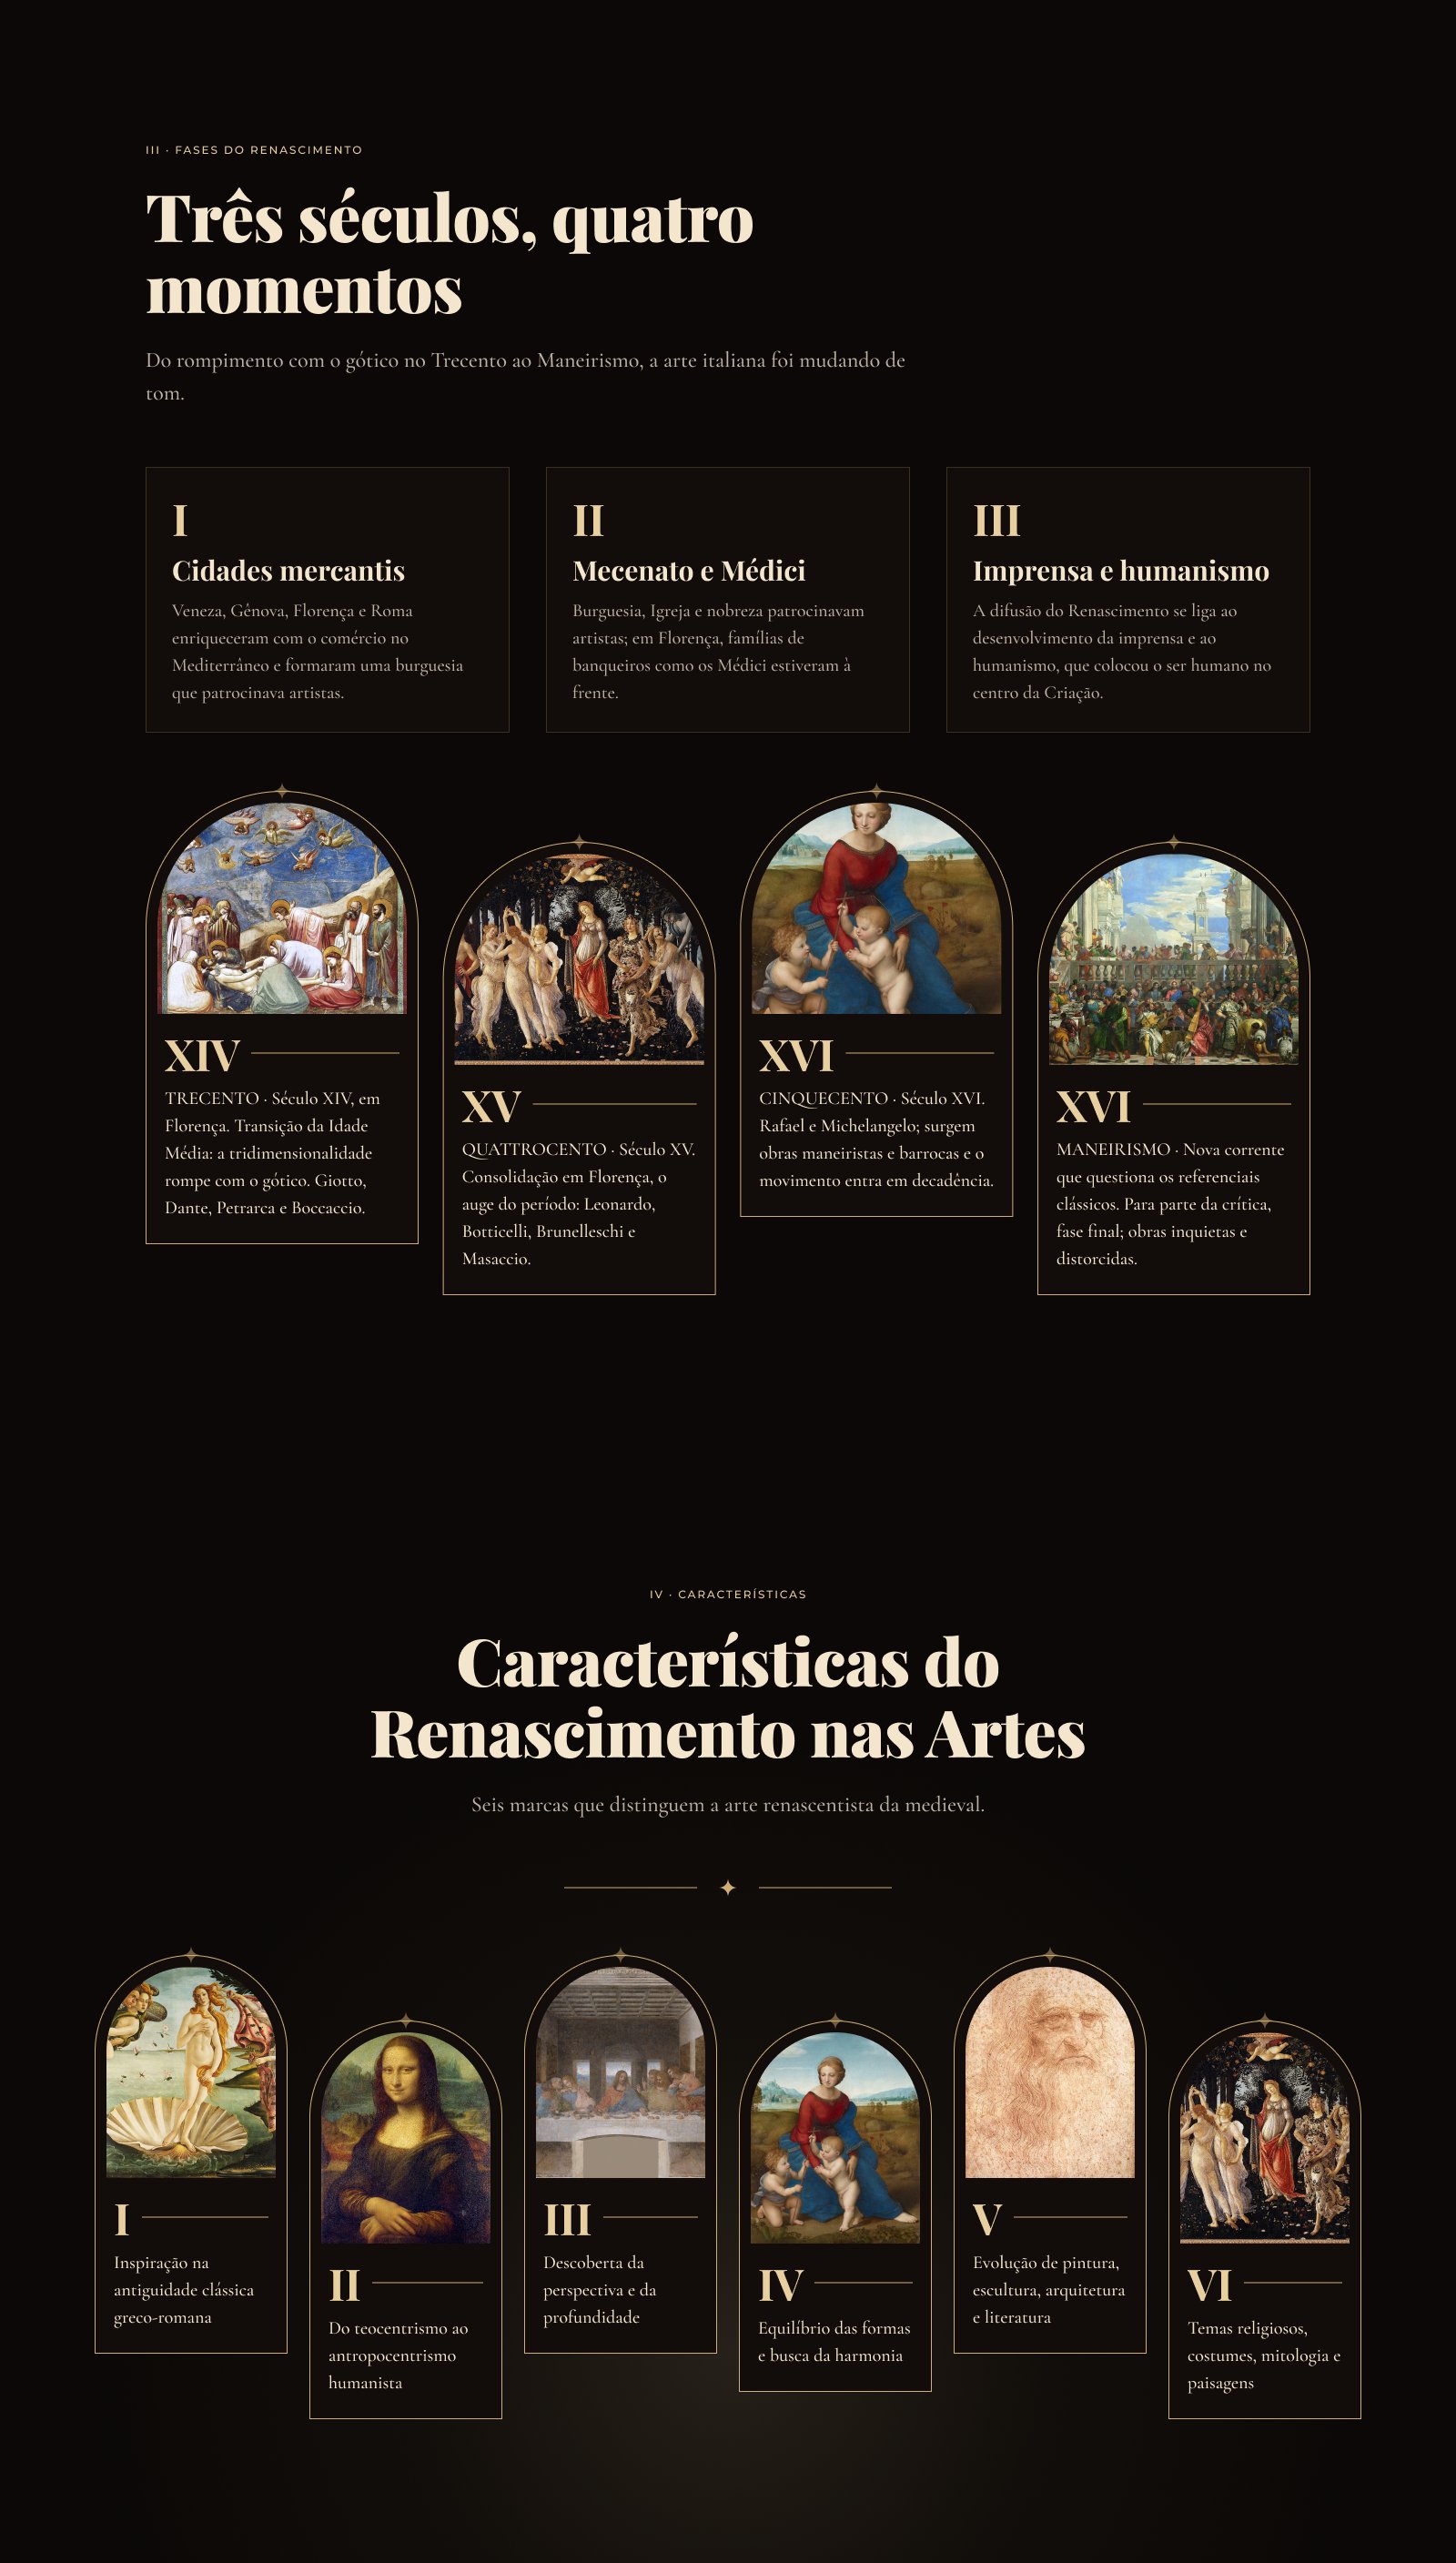 III · FASES DO RENASCIMENTO
Três séculos, quatro
momentos
Do rompimento com o gótico no Trecento ao Maneirismo, a arte italiana foi mudando de
tom.
I
Cidades mercantis
Veneza, Gênova, Florença e Roma
enriqueceram com o comércio no
Mediterrâneo e formaram uma burguesia
que patrocinava artistas.
II
Mecenato e Médici
Burguesia, Igreja e nobreza patrocinavam
artistas; em Florença, famílias de
banqueiros como os Médici estiveram à
frente.
III
Imprensa e humanismo
A difusão do Renascimento se liga ao
desenvolvimento da imprensa e ao
humanismo, que colocou o ser humano no
centro da Criação.
XIV
TRECENTO · Século XIV, em
Florença. Transição da Idade
Média: a tridimensionalidade
rompe com o gótico. Giotto,
Dante, Petrarca e Boccaccio.
XV
QUATTROCENTO · Século XV.
Consolidação em Florença, o
auge do período: Leonardo,
Botticelli, Brunelleschi e
Masaccio.
XVI
CINQUECENTO · Século XVI.
Rafael e Michelangelo; surgem
obras maneiristas e barrocas e o
movimento entra em decadência.
XVI
MANEIRISMO · Nova corrente
que questiona os referenciais
clássicos. Para parte da crítica,
fase final; obras inquietas e
distorcidas.
IV · CARACTERÍSTICAS
Características do
Renascimento nas Artes
Seis marcas que distinguem a arte renascentista da medieval.
I
Inspiração na
antiguidade clássica
greco-romana
II
Do teocentrismo ao
antropocentrismo
humanista
III
Descoberta da
perspectiva e da
profundidade
IV
Equilíbrio das formas
e busca da harmonia
V
Evolução de pintura,
escultura, arquitetura
e literatura
VI
Temas religiosos,
costumes, mitologia e
paisagens